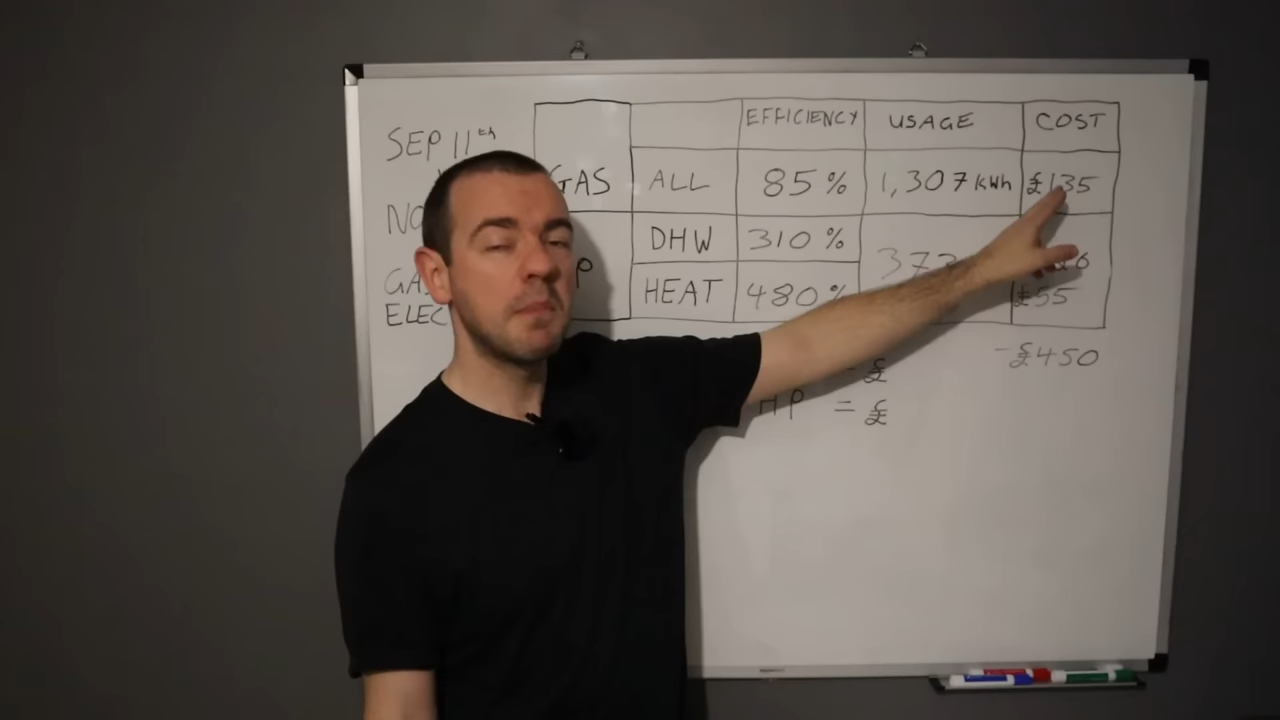 SEP 11th
EFFICIENCY USAGE COST
GAS ALL 85% 1,307 kWh £135
DHW 310%
HEAT 480% £55
-£450
£
HP = £
ELEC